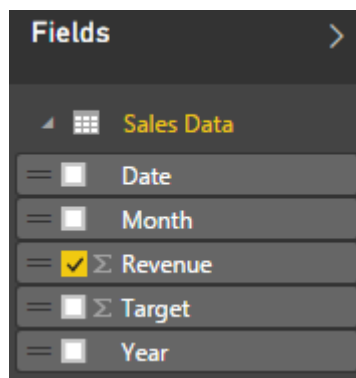 Fields
Sales Data
Date
Month
Σ Revenue
Σ Target
Year